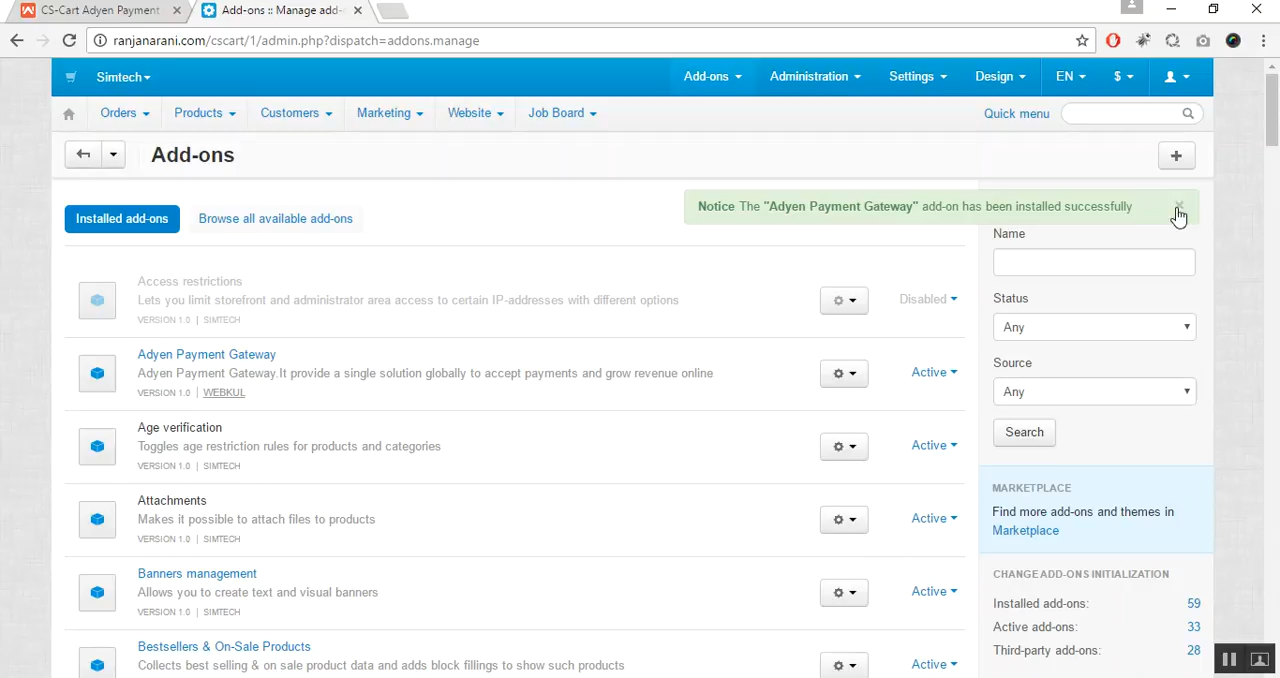 CS-Cart Adyen Payment
Add-ons :: Manage add-
ranjanarani.com/cscart/1/admin.php?dispatch=addons.manage
Simtech
Add-ons
Administration
Settings
Design
EN
$
Orders
Products
Customers
Marketing
Website
Job Board
Quick menu
Add-ons
Notice The "Adyen Payment Gateway" add-on has been installed successfully
Installed add-ons
Browse all available add-ons
Access restrictions
Lets you limit storefront and administrator area access to certain IP-addresses with different options
VERSION 1.0 | SIMTECH
Disabled
Adyen Payment Gateway
Adyen Payment Gateway.It provide a single solution globally to accept payments and grow revenue online
VERSION 1.0 | WEBKUL
Active
Age verification
Toggles age restriction rules for products and categories
VERSION 1.0 | SIMTECH
Active
Attachments
Makes it possible to attach files to products
VERSION 1.0 | SIMTECH
Active
Banners management
Allows you to create text and visual banners
VERSION 1.0 | SIMTECH
Active
Bestsellers & On-Sale Products
Collects best selling & on sale product data and adds block fillings to show such products
Active
Name
Status
Any
Source
Any
Search
MARKETPLACE
Find more add-ons and themes in
Marketplace
CHANGE ADD-ONS INITIALIZATION
Installed add-ons: 59
Active add-ons: 33
Third-party add-ons: 28